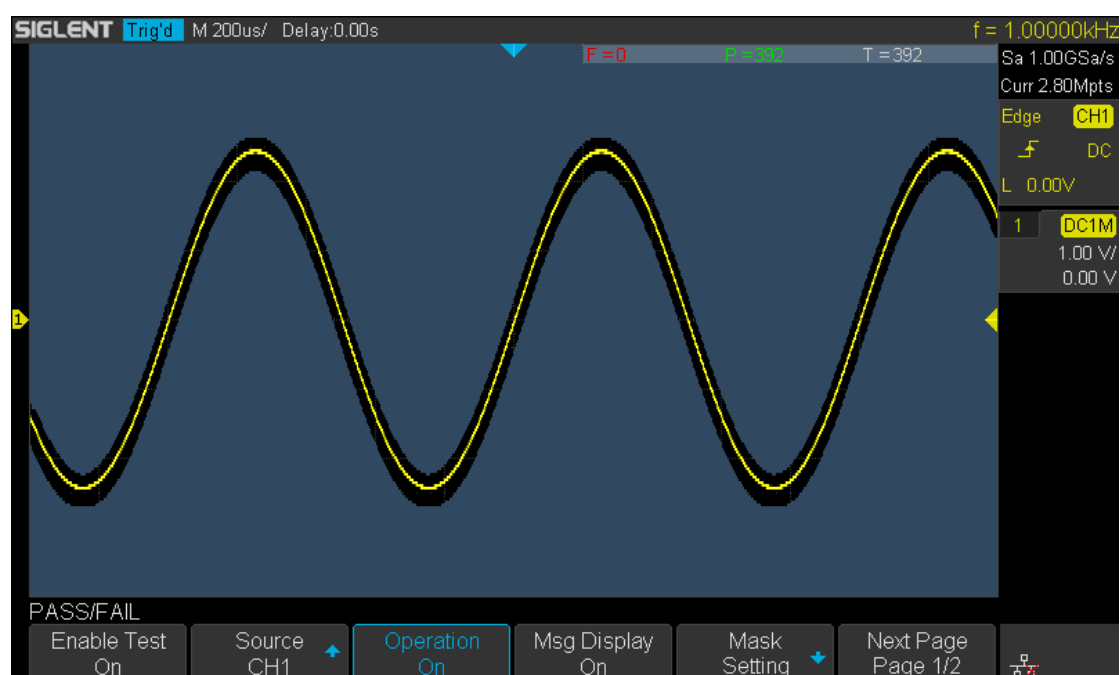 SIGLENT Trig'd M 200us/ Delay:0.00s f = 1.00000kHz
F =0 P =392 T =392
Sa 1.00GSa/s
Curr 2.80Mpts
Edge CH1
DC
L 0.00V
1 DC1M
1.00 V/
0.00 V
1
PASS/FAIL
Enable Test Source Operation Msg Display Mask Next Page
On CH1 On On Setting Page 1/2